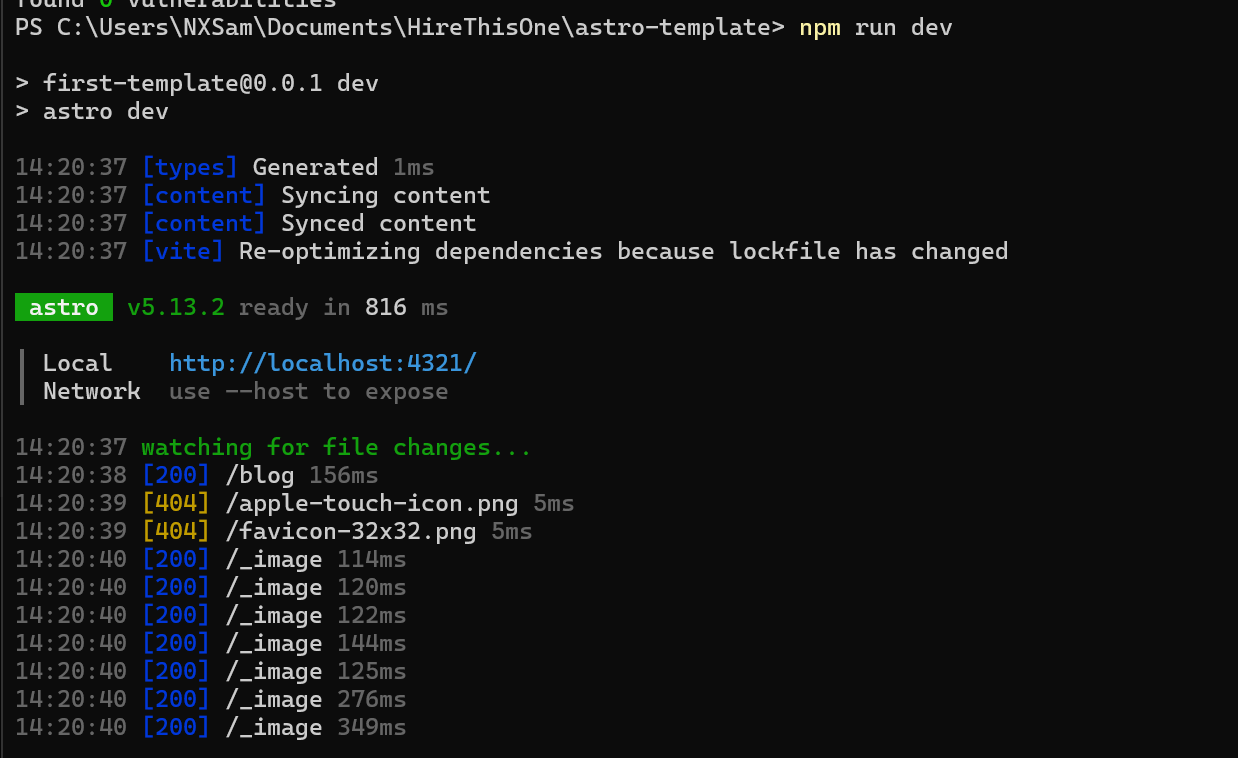 found 0 vulnerabilities
PS C:\Users\NXSam\Documents\HireThisOne\astro-template> npm run dev
> first-template@0.0.1 dev
> astro dev
14:20:37 [types] Generated 1ms
14:20:37 [content] Syncing content
14:20:37 [content] Synced content
14:20:37 [vite] Re-optimizing dependencies because lockfile has changed
astro v5.13.2 ready in 816 ms
Local http://localhost:4321/
Network use --host to expose
14:20:37 watching for file changes...
14:20:38 [200] /blog 156ms
14:20:39 [404] /apple-touch-icon.png 5ms
14:20:39 [404] /favicon-32x32.png 5ms
14:20:40 [200] /_image 114ms
14:20:40 [200] /_image 120ms
14:20:40 [200] /_image 122ms
14:20:40 [200] /_image 144ms
14:20:40 [200] /_image 125ms
14:20:40 [200] /_image 276ms
14:20:40 [200] /_image 349ms